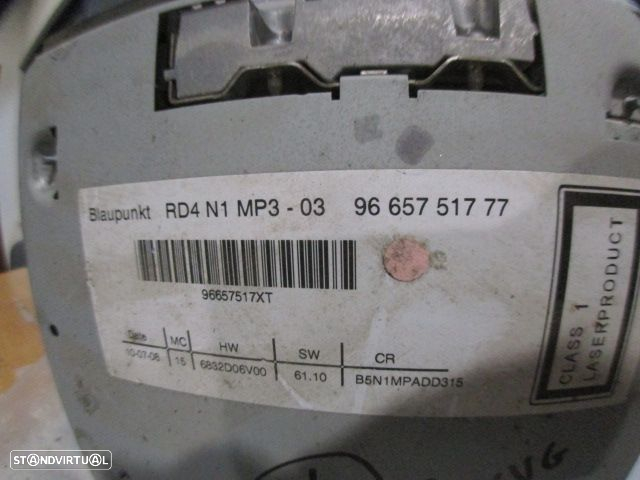 Blaupunkt RD4 N1 MP3 - 03 96 657 517 77
96657517XT
CLASS 1
LASERPRODUCT
Date MC HW SW CR
10-07-08 15 6832D06V00 61.10 B5N1MPADD315
STANDVIRTUAL